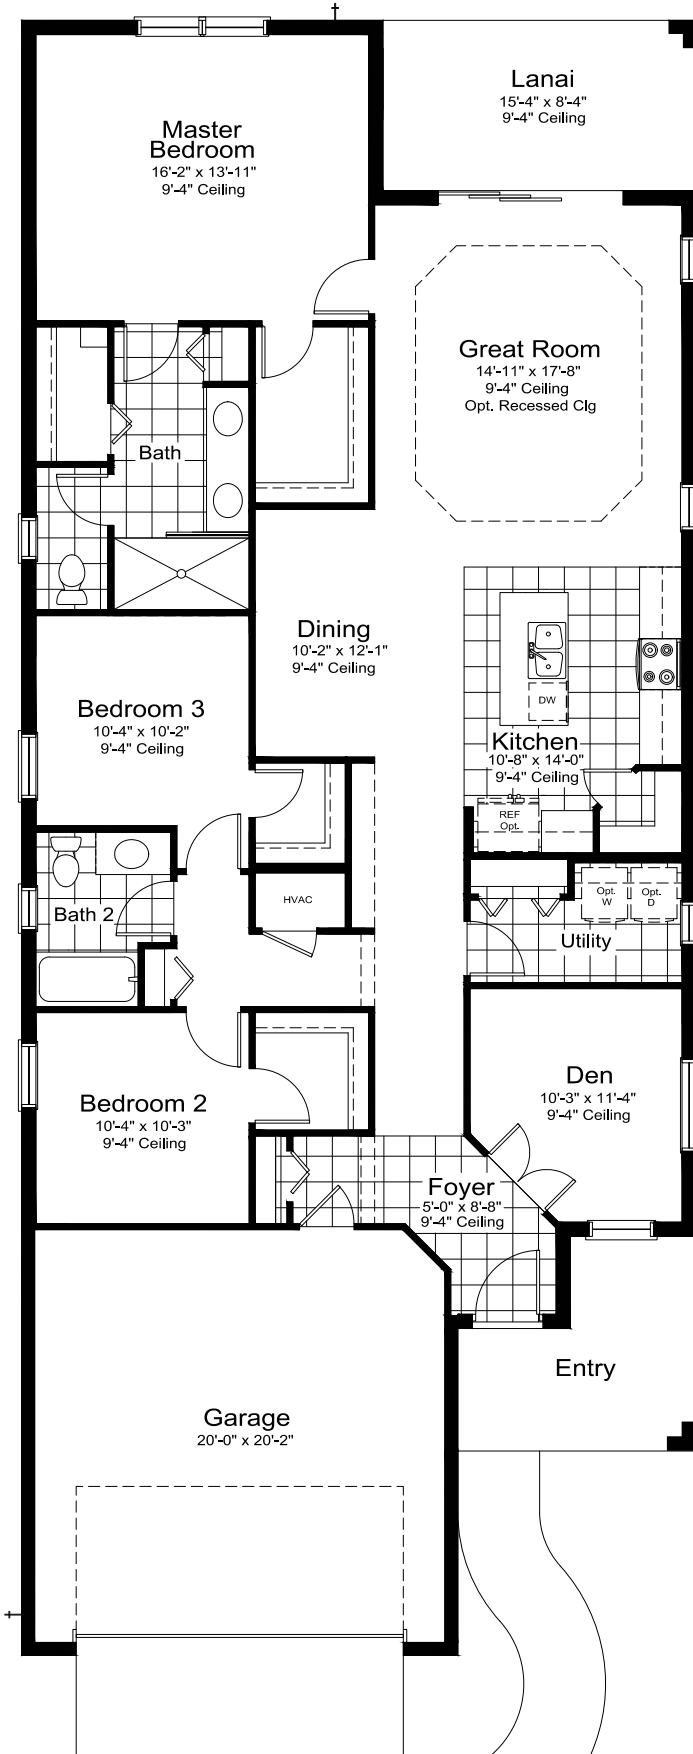 Lanai
15'-4" x 8'-4"
9'-4" Ceiling
Master
Bedroom
16'-2" x 13'-11"
9'-4" Ceiling
Great Room
14'-11" x 17'-8"
9'-4" Ceiling
Opt. Recessed Clg
Bath
Dining
10'-2" x 12'-1"
9'-4" Ceiling
DW
Bedroom 3
10'-4" x 10'-2"
9'-4" Ceiling
Kitchen
10'-8" x 14'-0"
9'-4" Ceiling
REF
Opt.
HVAC
Opt.
W
Opt.
D
Bath 2
Utility
Den
10'-3" x 11'-4"
9'-4" Ceiling
Bedroom 2
10'-4" x 10'-3"
9'-4" Ceiling
Foyer
5'-0" x 8'-8"
9'-4" Ceiling
Entry
Garage
20'-0" x 20'-2"